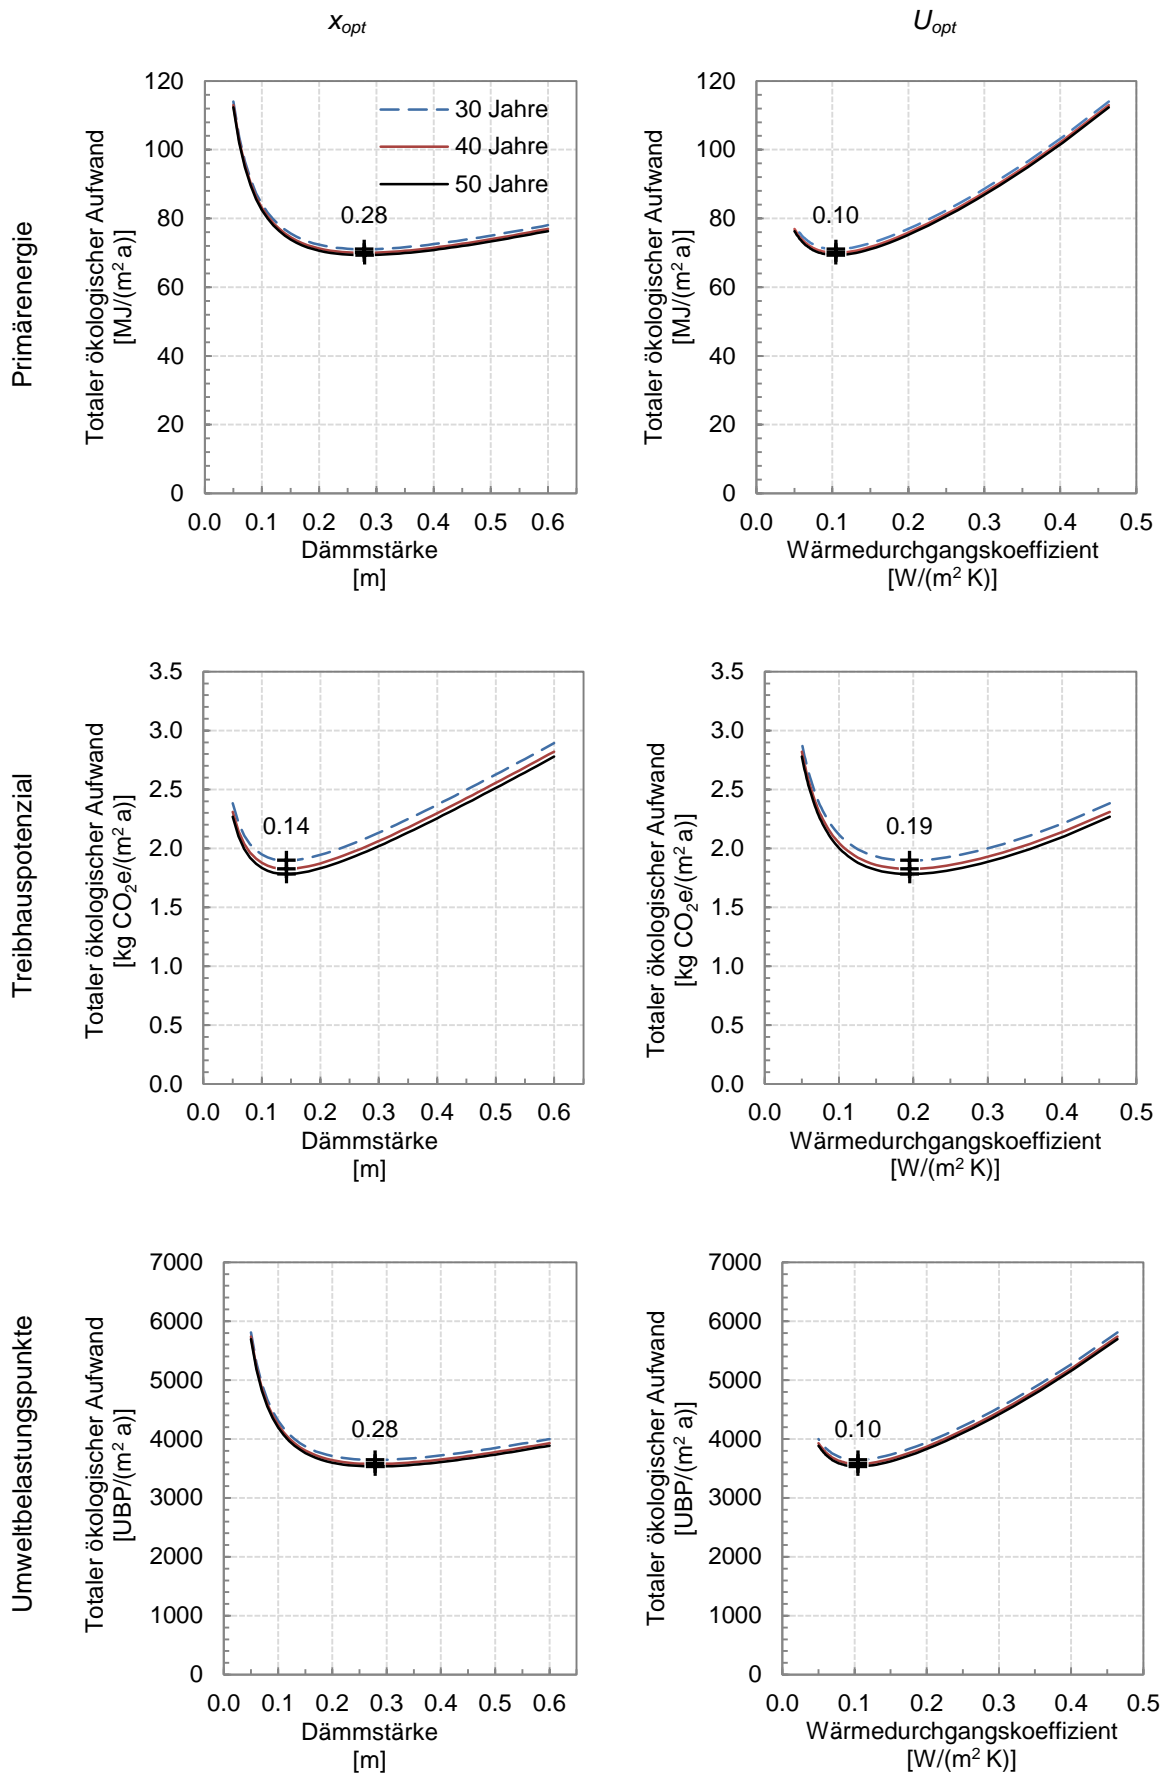 x_opt
U_opt
Primärenergie
Totaler ökologischer Aufwand
[MJ/(m² a)]
120
100
80
60
40
20
0
30 Jahre
40 Jahre
50 Jahre
0.28
0.0 0.1 0.2 0.3 0.4 0.5 0.6
Dämmstärke
[m]
Totaler ökologischer Aufwand
[MJ/(m² a)]
120
100
80
60
40
20
0
0.10
0.0 0.1 0.2 0.3 0.4 0.5
Wärmedurchgangskoeffizient
[W/(m² K)]
Treibhauspotenzial
Totaler ökologischer Aufwand
[kg CO₂e/(m² a)]
3.5
3.0
2.5
2.0
1.5
1.0
0.5
0.0
0.14
0.0 0.1 0.2 0.3 0.4 0.5 0.6
Dämmstärke
[m]
Totaler ökologischer Aufwand
[kg CO₂e/(m² a)]
3.5
3.0
2.5
2.0
1.5
1.0
0.5
0.0
0.19
0.0 0.1 0.2 0.3 0.4 0.5
Wärmedurchgangskoeffizient
[W/(m² K)]
Umweltbelastungspunkte
Totaler ökologischer Aufwand
[UBP/(m² a)]
7000
6000
5000
4000
3000
2000
1000
0
0.28
0.0 0.1 0.2 0.3 0.4 0.5 0.6
Dämmstärke
[m]
Totaler ökologischer Aufwand
[UBP/(m² a)]
7000
6000
5000
4000
3000
2000
1000
0
0.10
0.0 0.1 0.2 0.3 0.4 0.5
Wärmedurchgangskoeffizient
[W/(m² K)]